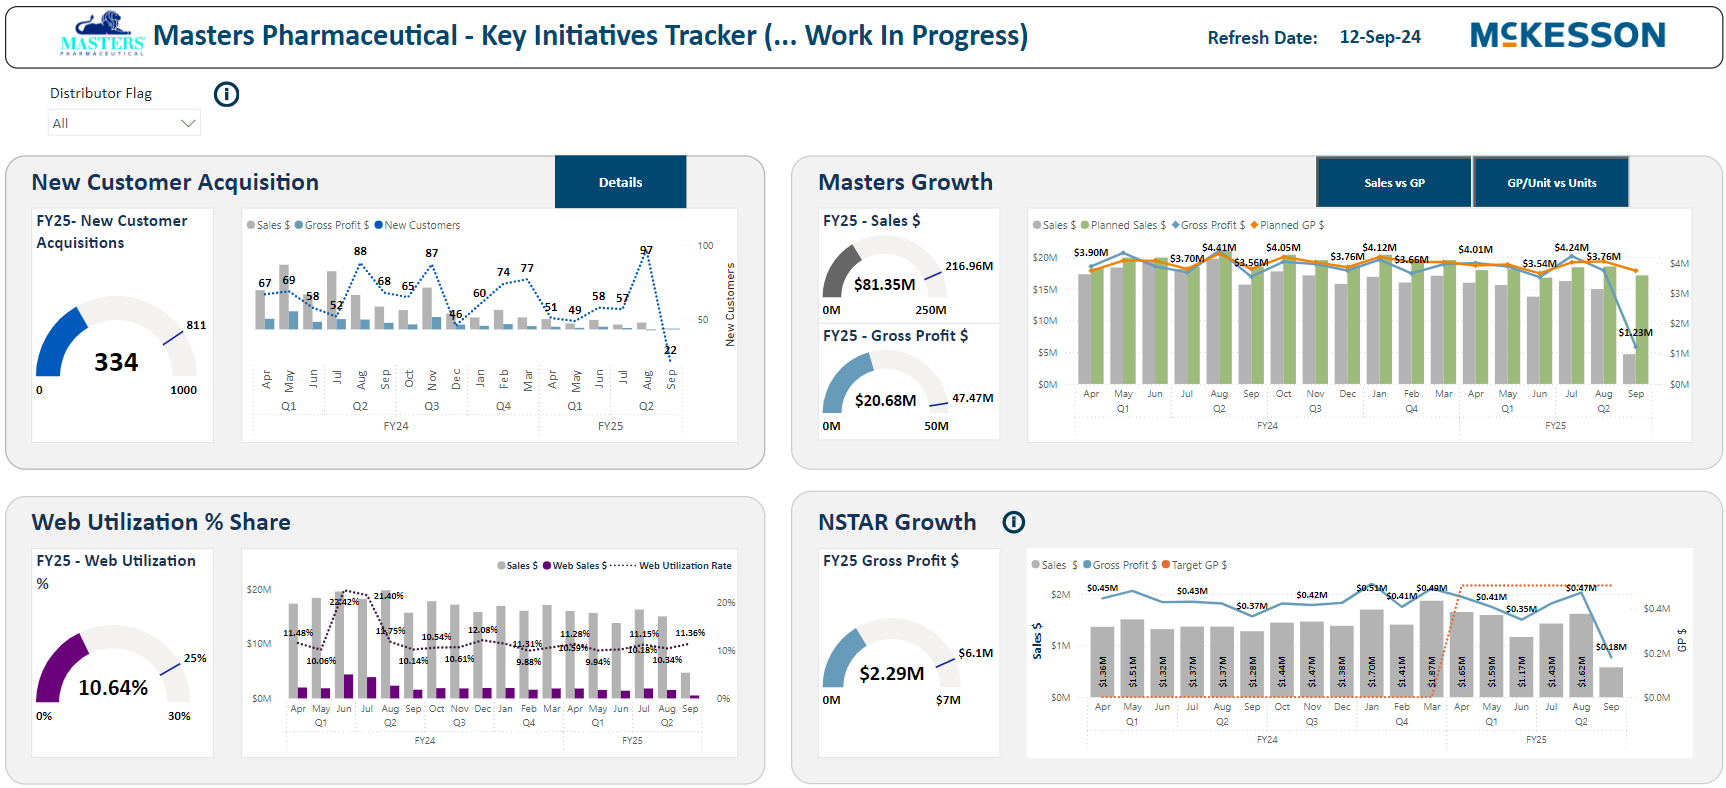 MASTERS
PHARMACEUTICAL
Masters Pharmaceutical - Key Initiatives Tracker (... Work In Progress)
Refresh Date: 12-Sep-24
MCKESSON
Distributor Flag
All
New Customer Acquisition
Details
FY25- New Customer
Acquisitions
811
334
0 1000
Sales $ Gross Profit $ New Customers
67 69 58 52 88 68 65 87 46 60 74 77 51 49 58 57 97 22
100
50
New Customers
Apr May Jun Jul Aug Sep Oct Nov Dec Jan Feb Mar Apr May Jun Jul Aug Sep
Q1 Q2 Q3 Q4 Q1 Q2
FY24 FY25
Masters Growth
Sales vs GP
GP/Unit vs Units
FY25 - Sales $
216.96M
$81.35M
0M 250M
FY25 - Gross Profit $
47.47M
$20.68M
0M 50M
Sales $ Planned Sales $ Gross Profit $ Planned GP $
$3.90M $3.70M $4.41M $3.56M $4.05M $3.76M $4.12M $3.66M $4.01M $3.54M $4.24M $3.76M $1.23M
$20M
$15M
$10M
$5M
$0M
$4M
$3M
$2M
$1M
$0M
Apr May Jun Jul Aug Sep Oct Nov Dec Jan Feb Mar Apr May Jun Jul Aug Sep
Q1 Q2 Q3 Q4 Q1 Q2
FY24 FY25
Web Utilization % Share
FY25 - Web Utilization
%
25%
10.64%
0% 30%
Sales $ Web Sales $ Web Utilization Rate
$20M
$10M
$0M
11.48% 10.06% 22.42% 21.40% 11.75% 10.14% 10.54% 10.61% 12.08% 11.31% 9.88% 11.28% 10.59% 9.94% 11.15% 10.18% 10.34% 11.36%
20%
10%
0%
Apr May Jun Jul Aug Sep Oct Nov Dec Jan Feb Mar Apr May Jun Jul Aug Sep
Q1 Q2 Q3 Q4 Q1 Q2
FY24 FY25
NSTAR Growth
FY25 Gross Profit $
$6.1M
$2.29M
0M $7M
Sales $ Gross Profit $ Target GP $
$0.45M $0.43M $0.37M $0.42M $0.51M $0.41M $0.49M $0.41M $0.35M $0.47M $0.18M
$2M
$1M
$0M
Sales $
$1.36M $1.51M $1.32M $1.37M $1.37M $1.28M $1.44M $1.47M $1.38M $1.70M $1.41M $1.87M $1.65M $1.59M $1.17M $1.43M $1.62M
$0.4M
$0.2M
$0.0M
GP $
Apr May Jun Jul Aug Sep Oct Nov Dec Jan Feb Mar Apr May Jun Jul Aug Sep
Q1 Q2 Q3 Q4 Q1 Q2
FY24 FY25